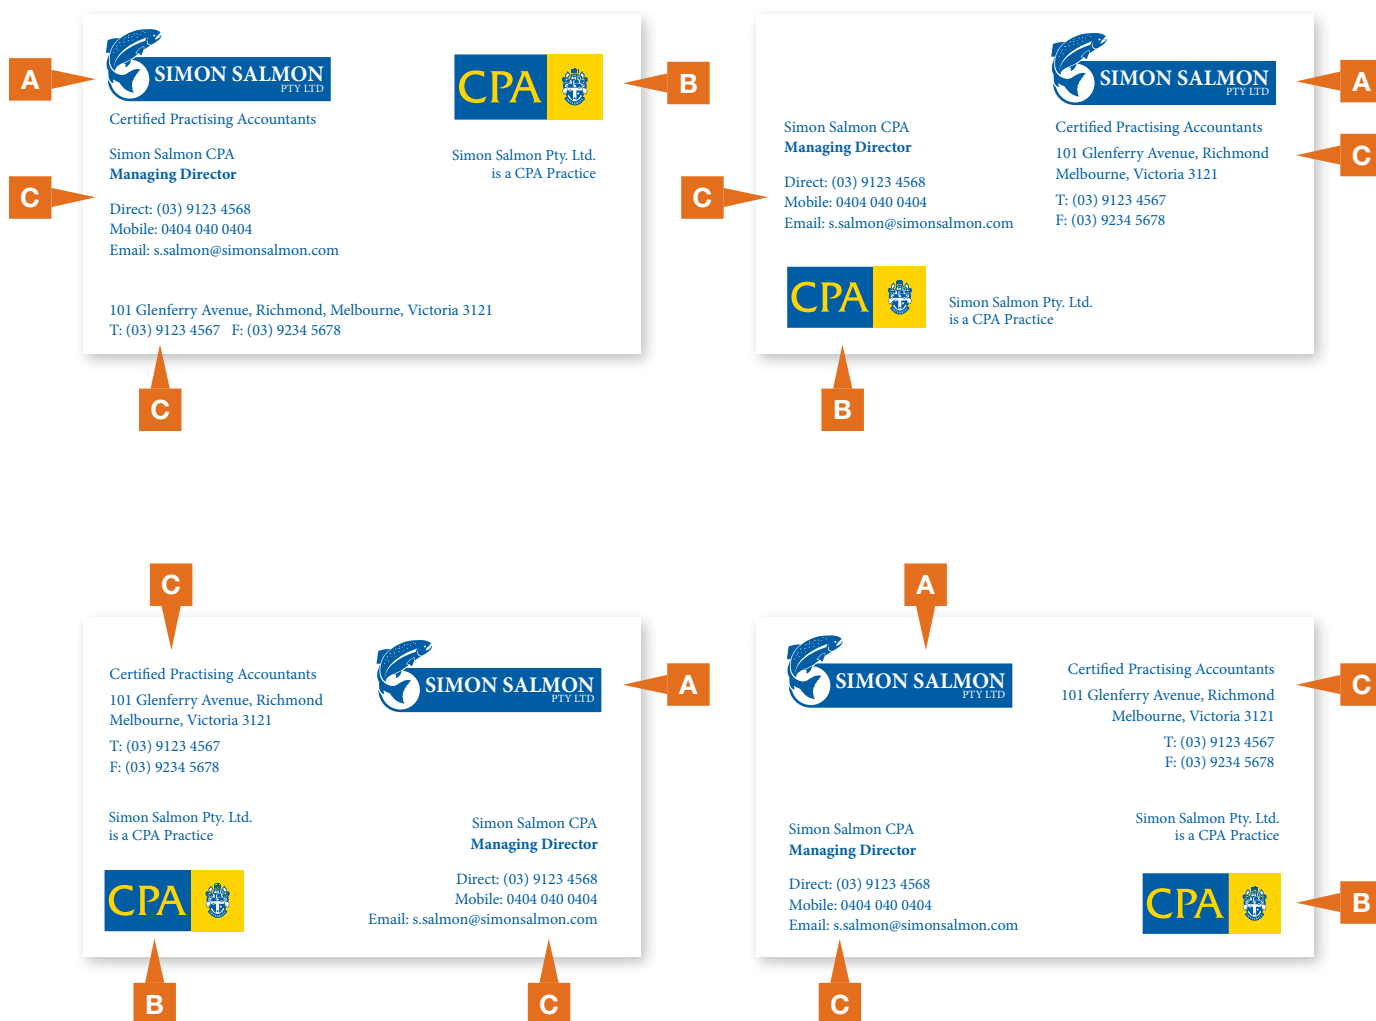 A
SIMON SALMON
PTY LTD
CPA
B
Certified Practising Accountants
Simon Salmon CPA
Managing Director
Simon Salmon Pty. Ltd.
is a CPA Practice
C
Direct: (03) 9123 4568
Mobile: 0404 040 0404
Email: s.salmon@simonsalmon.com
101 Glenferry Avenue, Richmond, Melbourne, Victoria 3121
T: (03) 9123 4567 F: (03) 9234 5678
C
SIMON SALMON
PTY LTD
A
Simon Salmon CPA
Managing Director
Certified Practising Accountants
101 Glenferry Avenue, Richmond
Melbourne, Victoria 3121
C
C
Direct: (03) 9123 4568
Mobile: 0404 040 0404
Email: s.salmon@simonsalmon.com
T: (03) 9123 4567
F: (03) 9234 5678
CPA
Simon Salmon Pty. Ltd.
is a CPA Practice
B
C
Certified Practising Accountants
101 Glenferry Avenue, Richmond
Melbourne, Victoria 3121
T: (03) 9123 4567
F: (03) 9234 5678
SIMON SALMON
PTY LTD
A
Simon Salmon Pty. Ltd.
is a CPA Practice
CPA
Simon Salmon CPA
Managing Director
Direct: (03) 9123 4568
Mobile: 0404 040 0404
Email: s.salmon@simonsalmon.com
B
C
A
SIMON SALMON
PTY LTD
Certified Practising Accountants
101 Glenferry Avenue, Richmond
Melbourne, Victoria 3121
T: (03) 9123 4567
F: (03) 9234 5678
C
Simon Salmon CPA
Managing Director
Direct: (03) 9123 4568
Mobile: 0404 040 0404
Email: s.salmon@simonsalmon.com
Simon Salmon Pty. Ltd.
is a CPA Practice
CPA
B
C